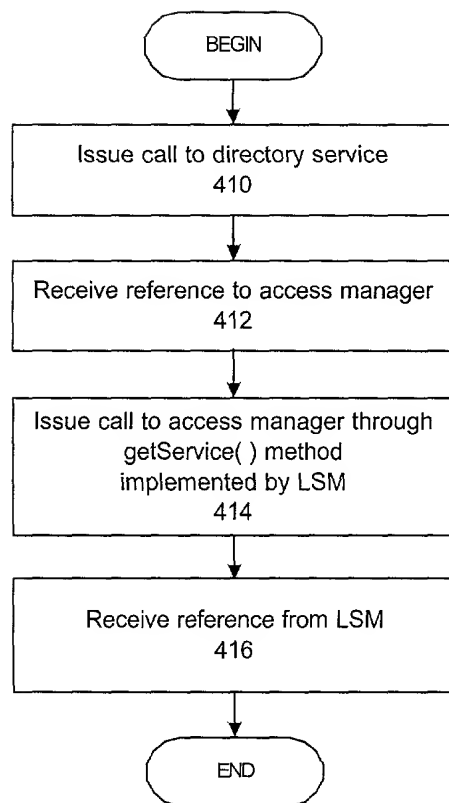 BEGIN
Issue call to directory service
410
Receive reference to access manager
412
Issue call to access manager through
getService( ) method
implemented by LSM
414
Receive reference from LSM
416
END